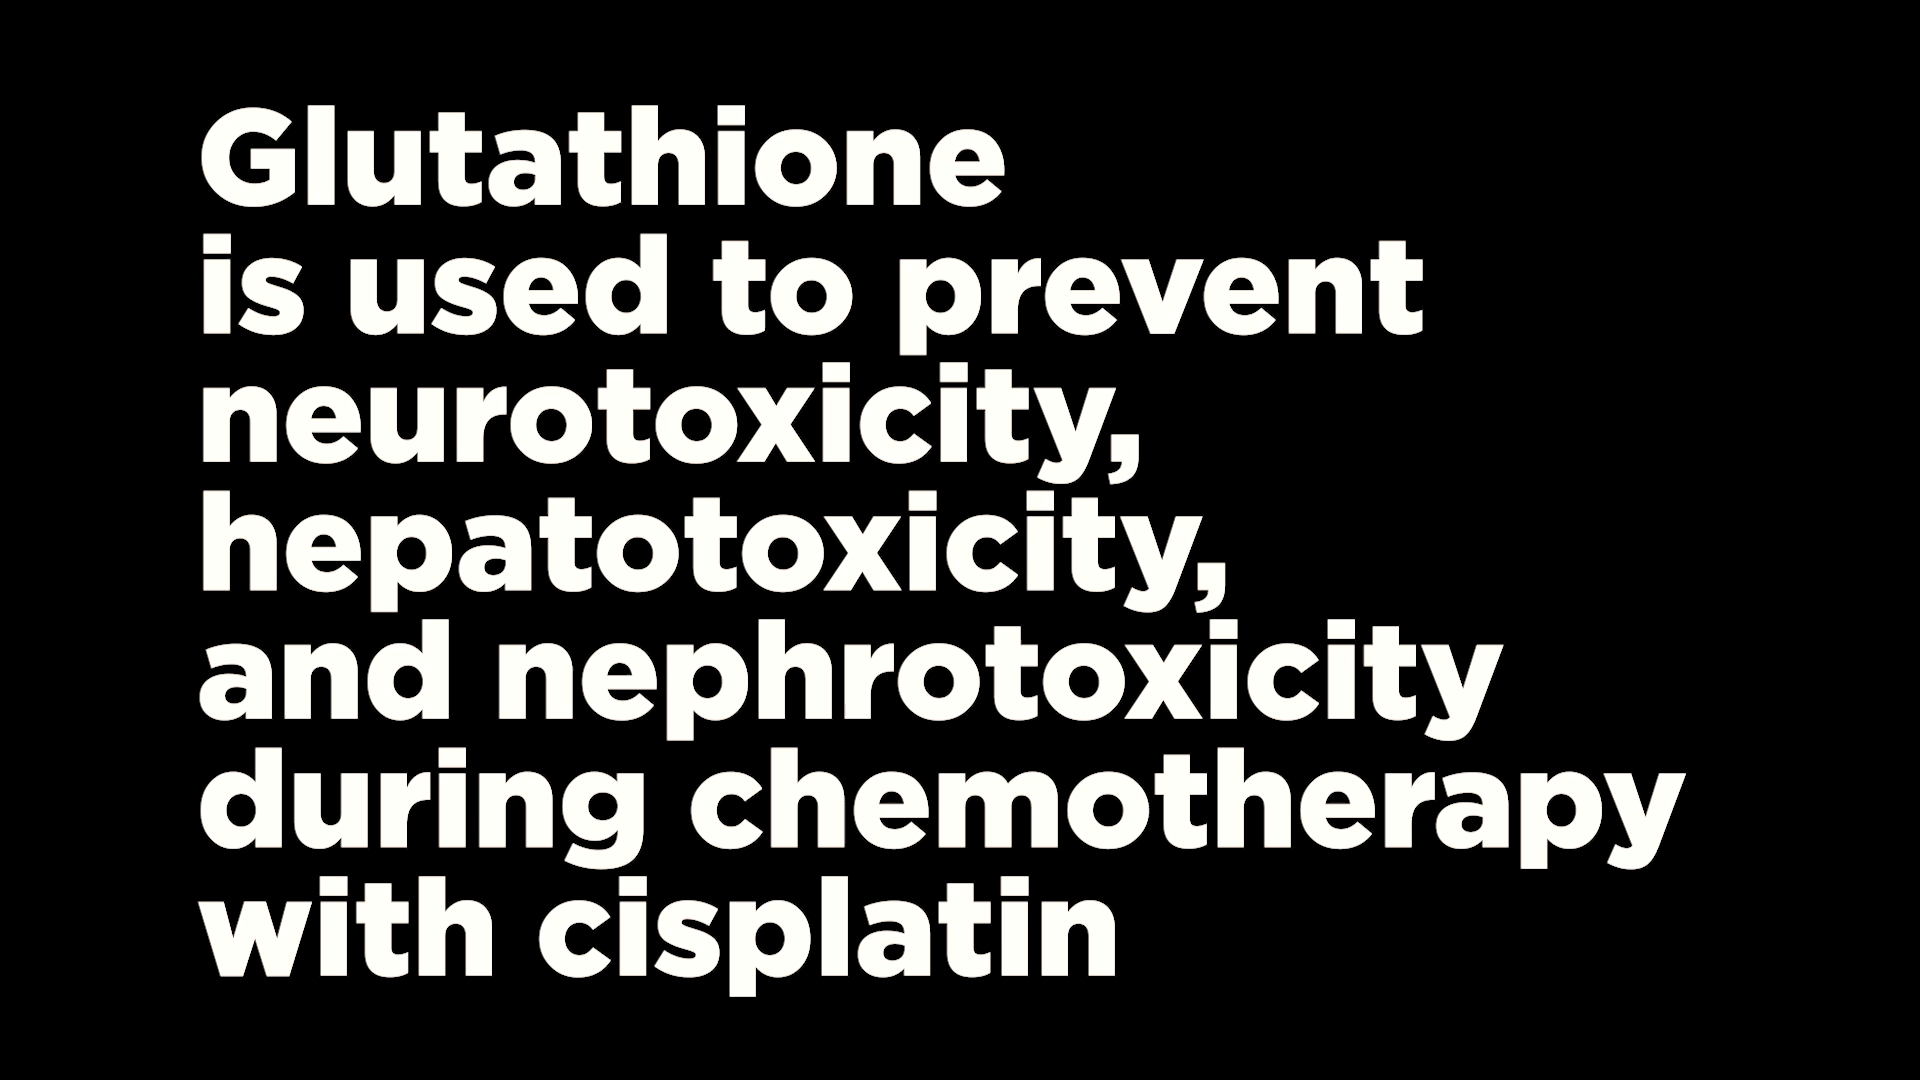 Glutathione
is used to prevent
neurotoxicity,
hepatotoxicity,
and nephrotoxicity
during chemotherapy
with cisplatin